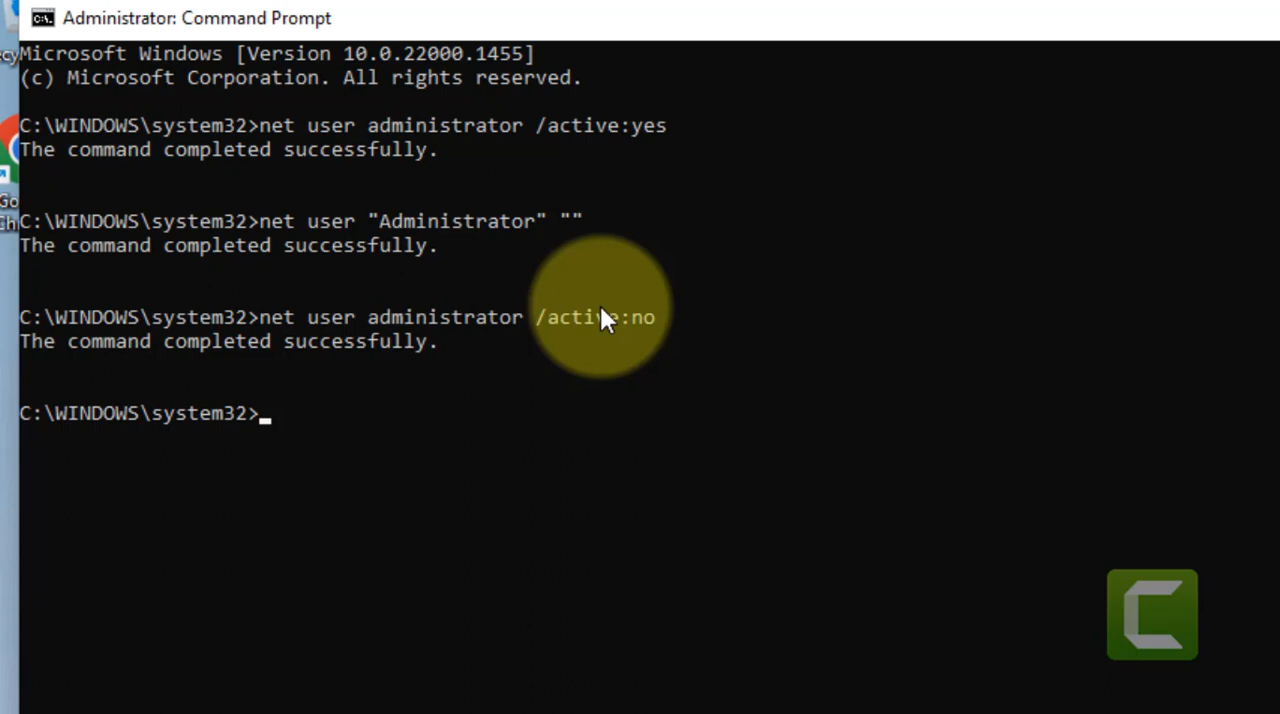 Administrator: Command Prompt
Microsoft Windows [Version 10.0.22000.1455]
(c) Microsoft Corporation. All rights reserved.
C:\WINDOWS\system32>net user administrator /active:yes
The command completed successfully.
C:\WINDOWS\system32>net user "Administrator" ""
The command completed successfully.
C:\WINDOWS\system32>net user administrator /active:no
The command completed successfully.
C:\WINDOWS\system32>